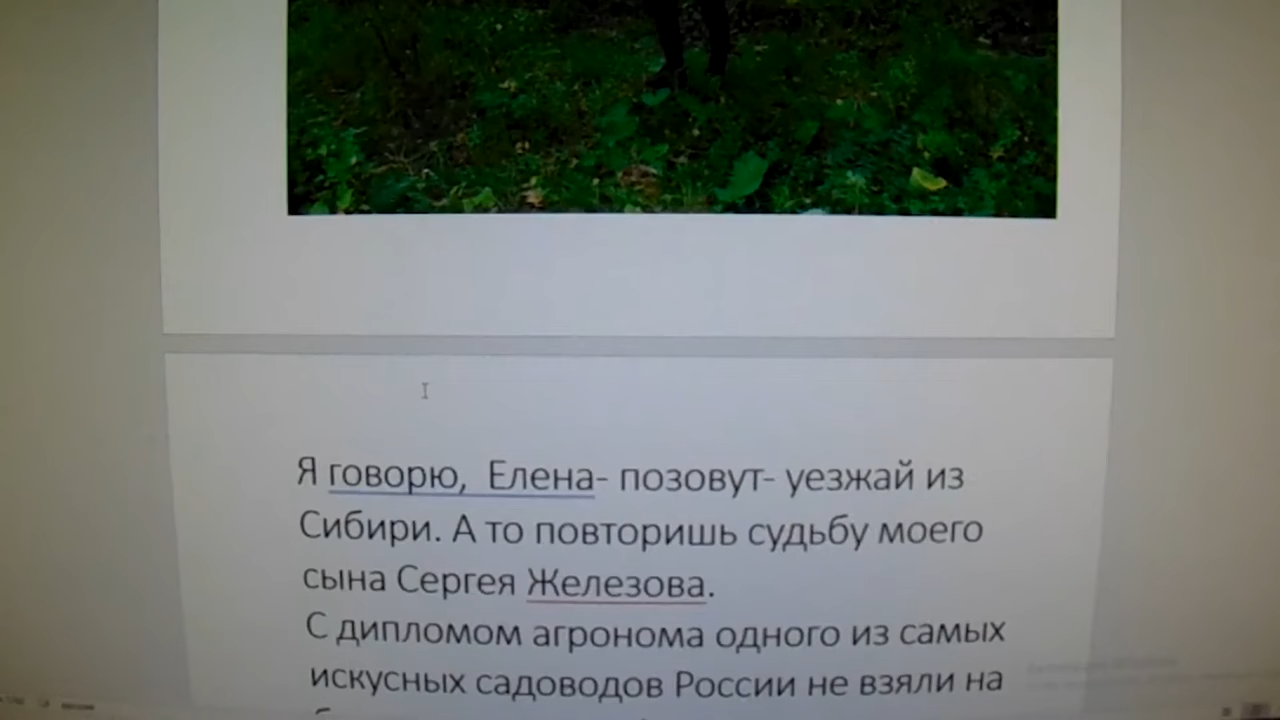 Я говорю,  Елена- позовут- уезжай из
Сибири. А то повторишь судьбу моего
сына Сергея Железова.
С дипломом агронома одного из самых
искусных садоводов России не взяли на